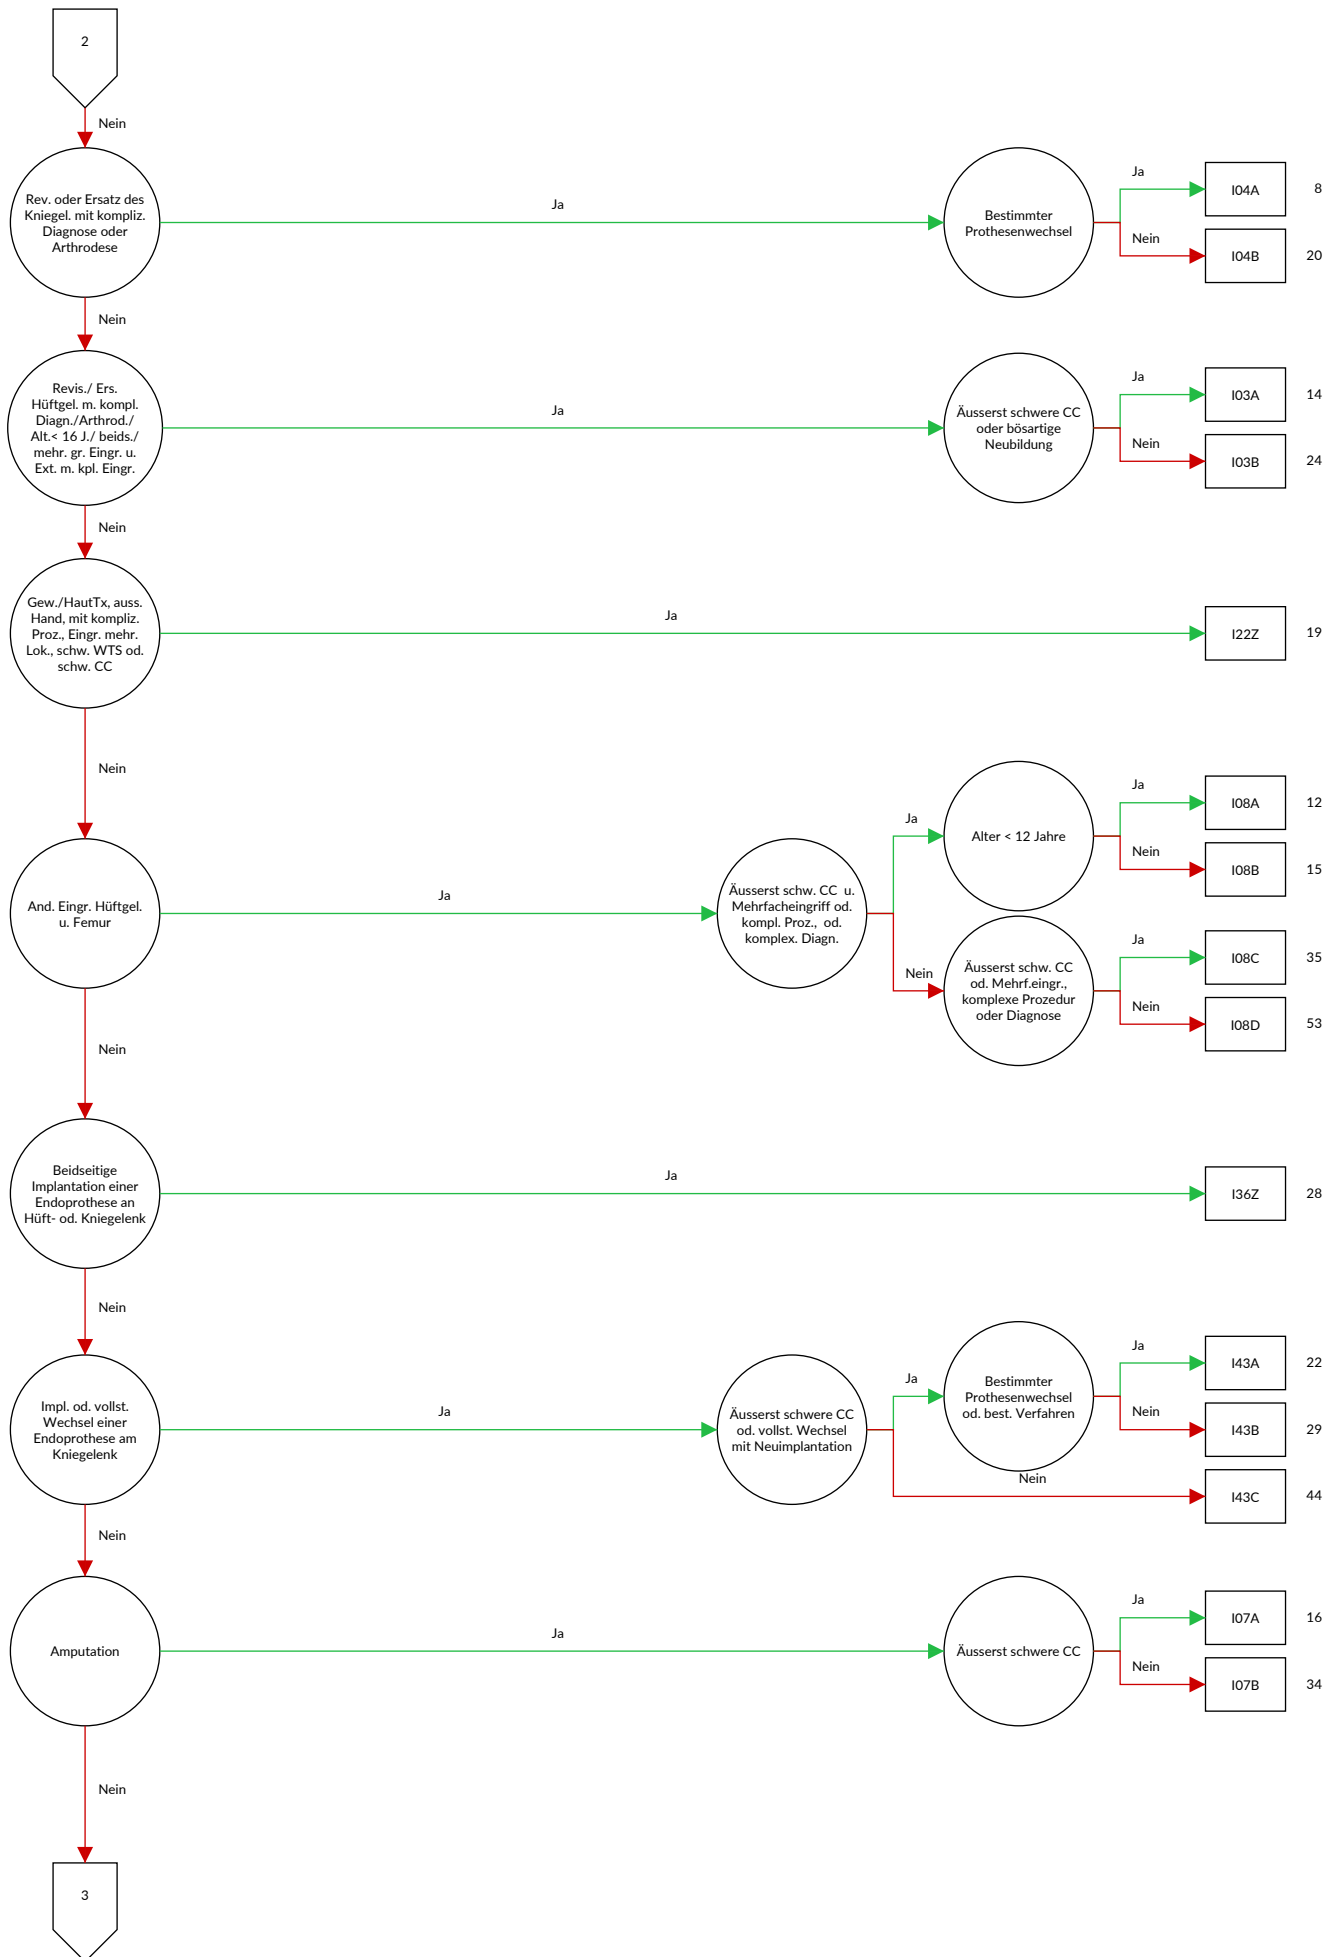 2
Nein
Rev. oder Ersatz des
Kniegel. mit kompliz.
Diagnose oder
Arthrodese
Ja
Bestimmter
Prothesenwechsel
Ja
I04A
8
Nein
I04B
20
Nein
Revis./ Ers.
Hüftgel. m. kompl.
Diagn./Arthrod./
Alt.< 16 J./ beids./
mehr. gr. Eingr. u.
Ext. m. kpl. Eingr.
Ja
Äusserst schwere CC
oder bösartige
Neubildung
Ja
I03A
14
Nein
I03B
24
Nein
Gew./HautTx, auss.
Hand, mit kompliz.
Proz., Eingr. mehr.
Lok., schw. WTS od.
schw. CC
Ja
I22Z
19
Nein
And. Eingr. Hüftgel.
u. Femur
Ja
Äusserst schw. CC u.
Mehrfacheingriff od.
kompl. Proz., od.
komplex. Diagn.
Ja
Alter < 12 Jahre
Ja
I08A
12
Nein
I08B
15
Nein
Äusserst schw. CC
od. Mehrf.eingr.,
komplexe Prozedur
oder Diagnose
Ja
I08C
35
Nein
I08D
53
Nein
Beidseitige
Implantation einer
Endoprothese an
Hüft- od. Kniegelenk
Ja
I36Z
28
Nein
Impl. od. vollst.
Wechsel einer
Endoprothese am
Kniegelenk
Ja
Äusserst schwere CC
od. vollst. Wechsel
mit Neuimplantation
Ja
Bestimmter
Prothesenwechsel
od. best. Verfahren
Ja
I43A
22
Nein
I43B
29
Nein
I43C
44
Nein
Amputation
Ja
Äusserst schwere CC
Ja
I07A
16
Nein
I07B
34
Nein
3